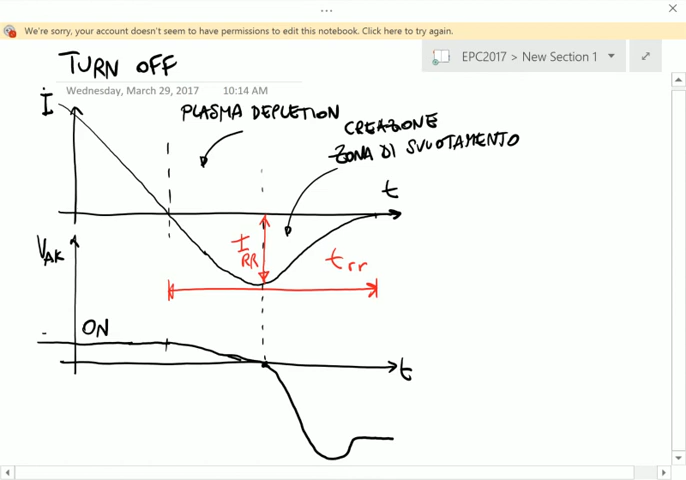 We're sorry, your account doesn't seem to have permissions to edit this notebook. Click here to try again.
EPC2017 > New Section 1
TURN OFF
Wednesday, March 29, 2017 10:14 AM
i
PLASMA DEPLETION
CREAZIONE
ZONA DI SVUOTAMENTO
t
I RR
trr
VAK
ON
t